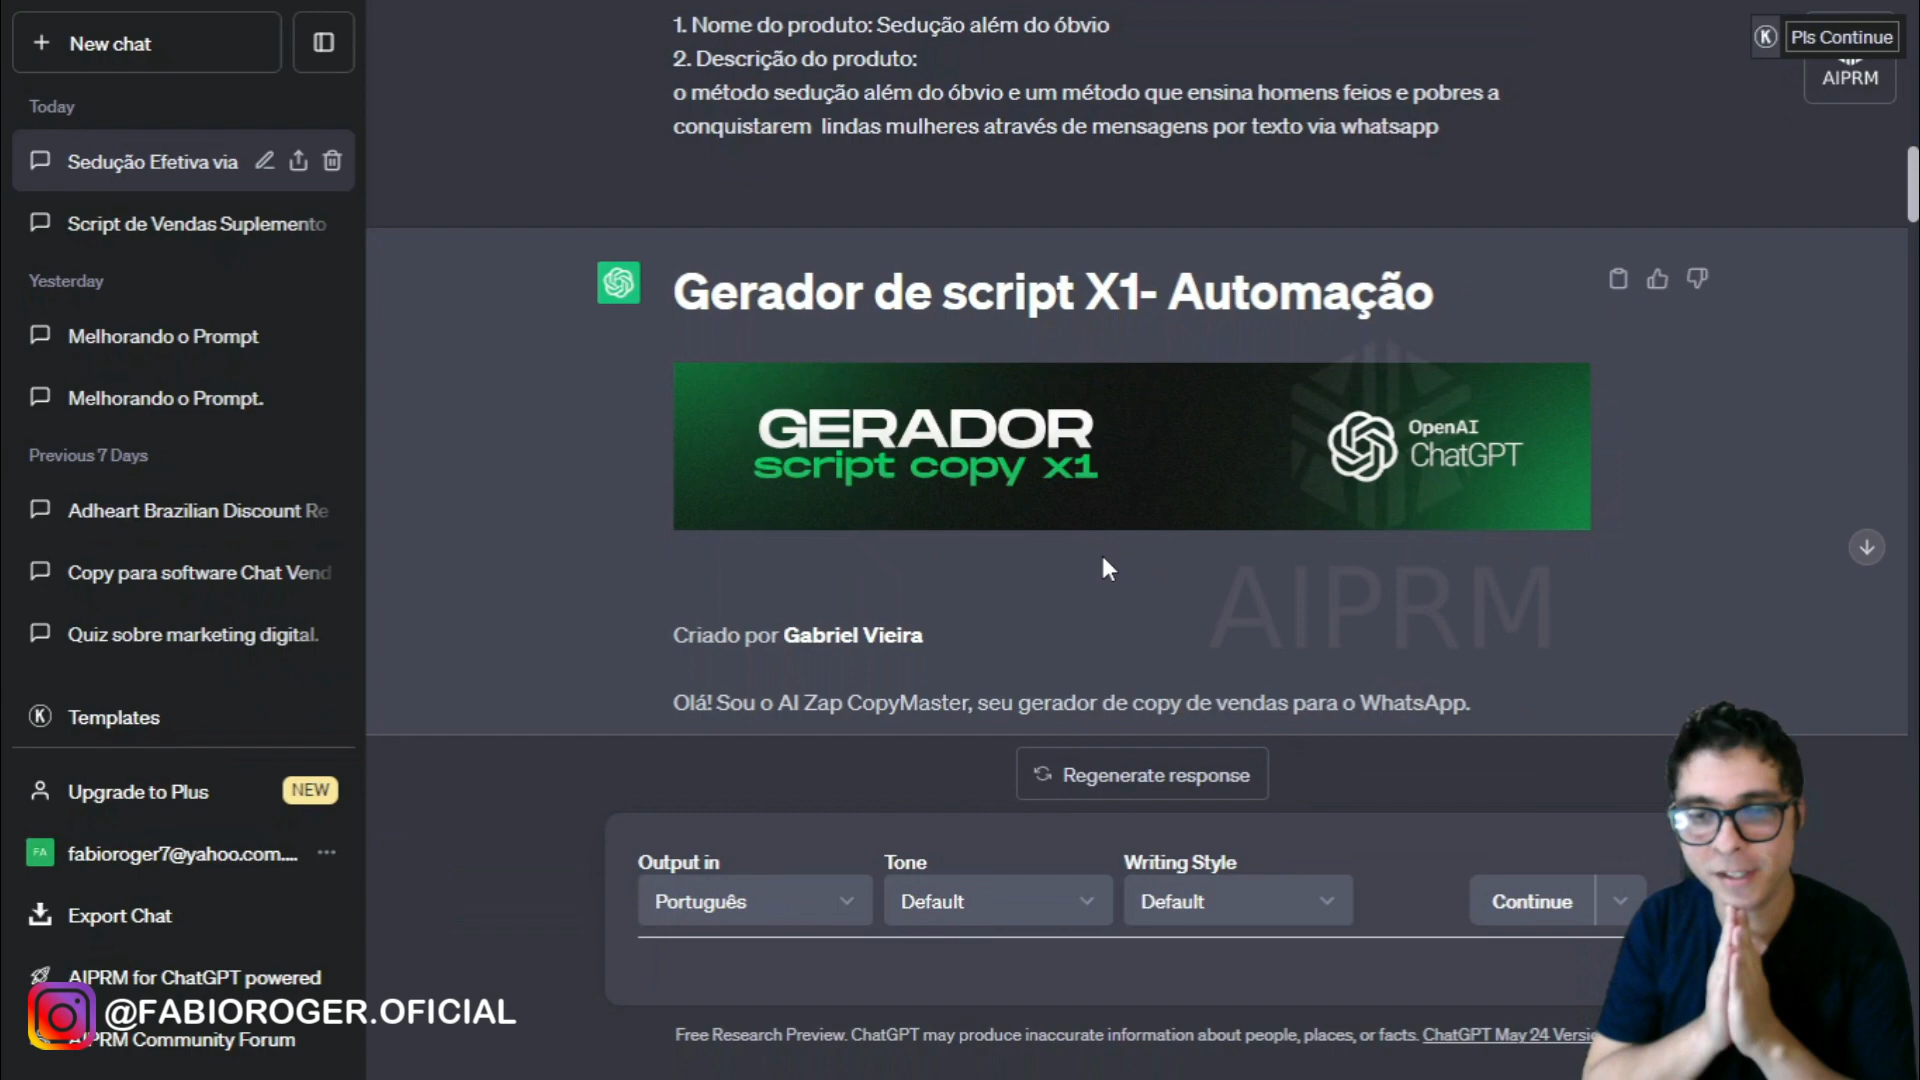 New chat
Today
Sedução Efetiva via
Script de Vendas Suplemento
Yesterday
Melhorando o Prompt
Melhorando o Prompt.
Previous 7 Days
Adheart Brazilian Discount Re
Copy para software Chat Vend
Quiz sobre marketing digital.
Templates
Upgrade to Plus
NEW
FA
fabioroger7@yahoo.com....
Export Chat
AIPRM for ChatGPT powered
@FABIOROGER.OFICIAL
AIPRM Community Forum
1. Nome do produto: Sedução além do óbvio
2. Descrição do produto:
o método sedução além do óbvio e um método que ensina homens feios e pobres a
conquistarem lindas mulheres através de mensagens por texto via whatsapp
K
Pls Continue
AIPRM
Gerador de script X1- Automação
GERADOR
script copy x1
OpenAI
ChatGPT
AIPRM
Criado por Gabriel Vieira
Olá! Sou o AI Zap CopyMaster, seu gerador de copy de vendas para o WhatsApp.
Regenerate response
Output in
Tone
Writing Style
Português
Default
Default
Continue
Free Research Preview. ChatGPT may produce inaccurate information about people, places, or facts. ChatGPT May 24 Versi